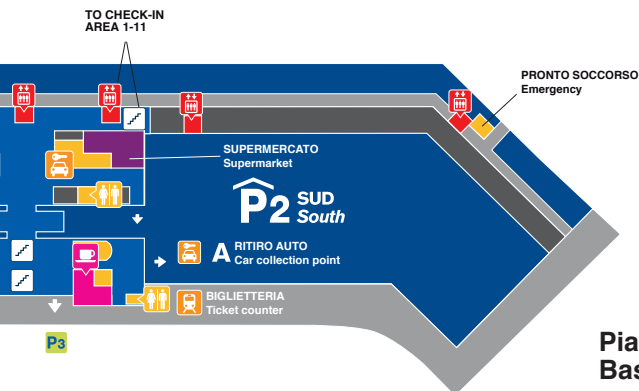 TO CHECK-IN
AREA 1-11
PRONTO SOCCORSO
Emergency
SUPERMERCATO
Supermarket
P2 SUD
South
A RITIRO AUTO
Car collection point
BIGLIETTERIA
Ticket counter
P3
Pia
Bas